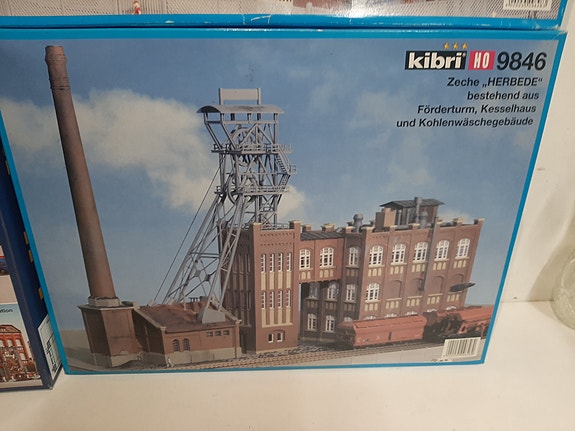 kibri HO 9846
Zeche „HERBEDE"
bestehend aus
Förderturm, Kesselhaus
und Kohlenwäschegebäude